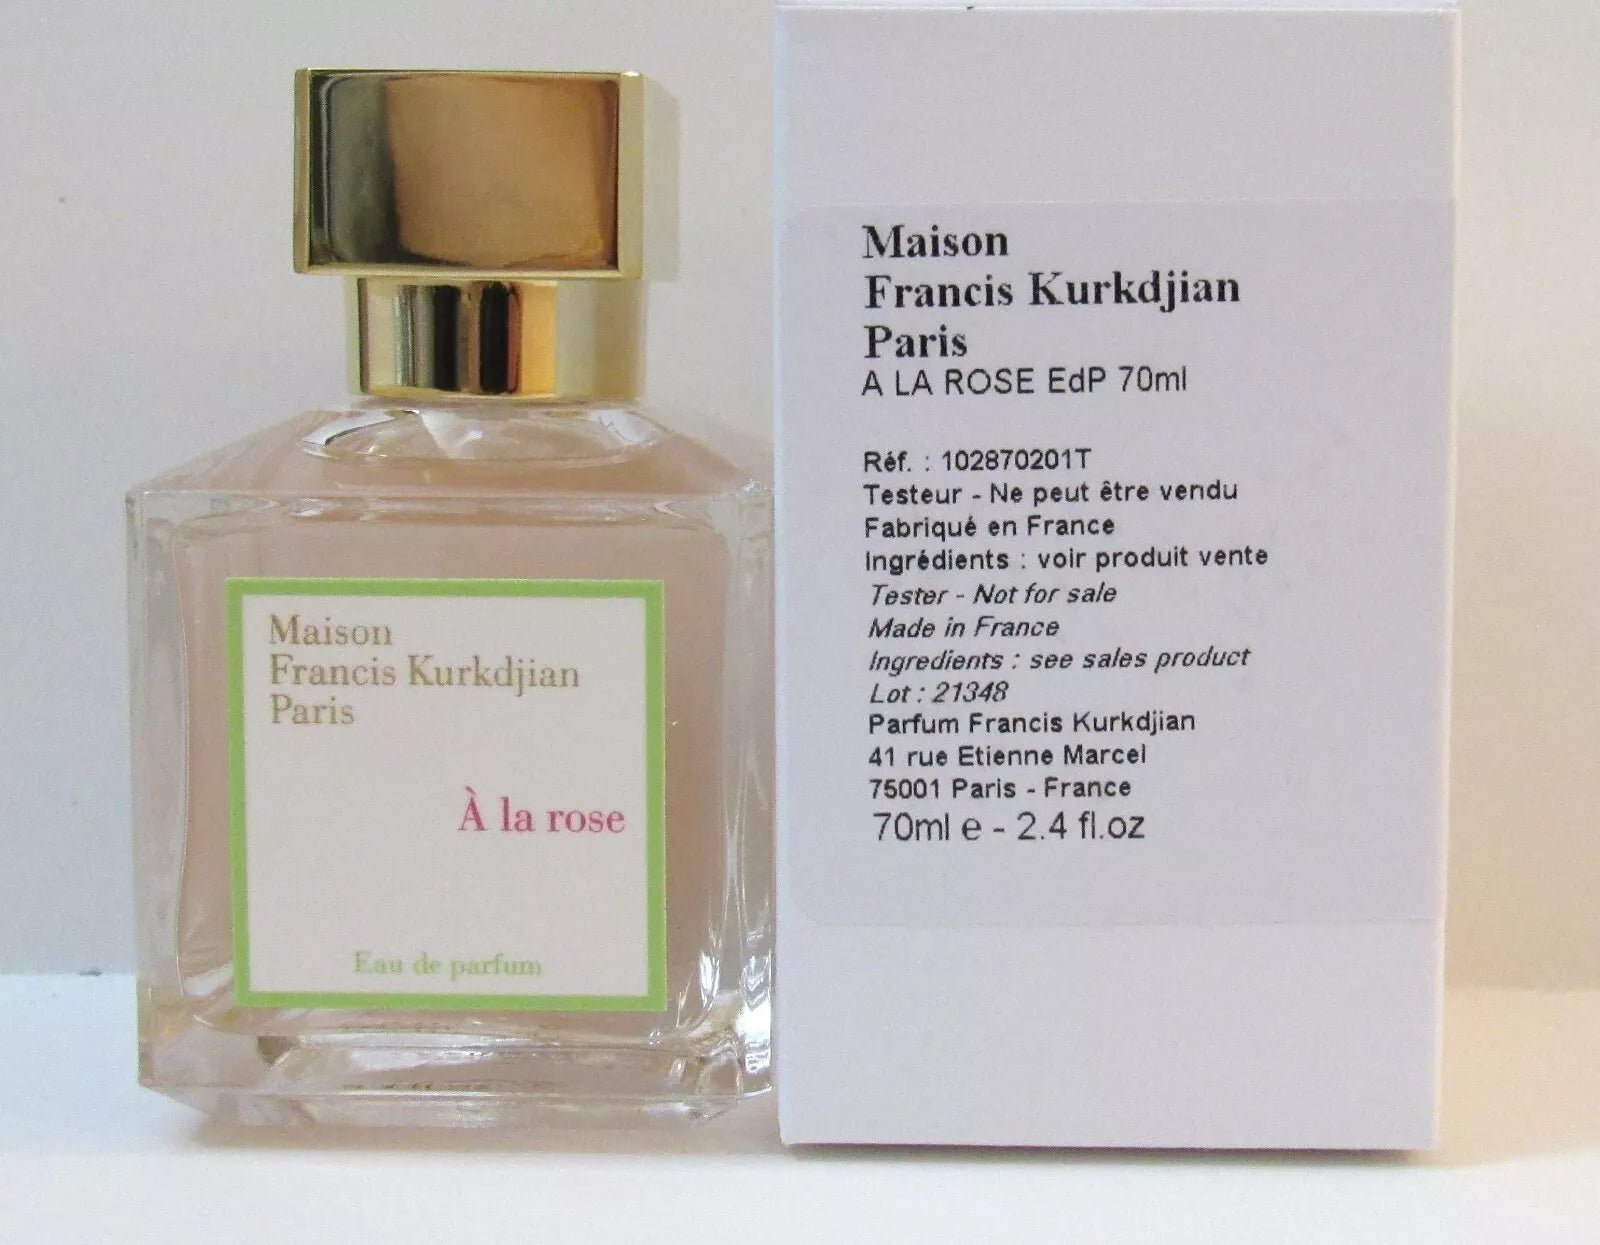 Maison
Francis Kurkdjian
Paris
À la rose
Eau de parfum
Maison
Francis Kurkdjian
Paris
A LA ROSE EdP 70ml
Réf. : 102870201T
Testeur - Ne peut être vendu
Fabriqué en France
Ingrédients : voir produit vente
Tester - Not for sale
Made in France
Ingredients : see sales product
Lot : 21348
Parfum Francis Kurkdjian
41 rue Etienne Marcel
75001 Paris - France
70ml e - 2.4 fl.oz